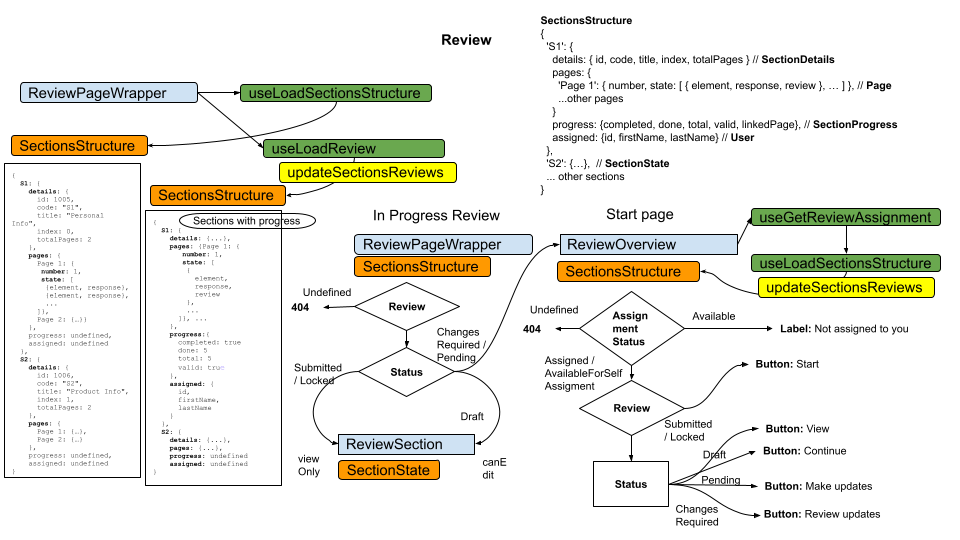 Review
SectionsStructure
{
'S1': {
details: { id, code, title, index, totalPages } // SectionDetails
pages: {
'Page 1': { number, state: [ { element, response, review }, … ] }, // Page
...other pages
}
progress: {completed, done, total, valid, linkedPage}, // SectionProgress
assigned: {id, firstName, lastName} // User
},
'S2': {…}, // SectionState
... other sections
}
ReviewPageWrapper
useLoadSectionsStructure
SectionsStructure
useLoadReview
updateSectionsReviews
SectionsStructure
{
S1: {
details: {
id: 1005,
code: "S1",
title: "Personal
Info",
index: 0,
totalPages: 2
},
pages: {
Page 1: {
number: 1,
state: [
{element, response},
{element, response},
...
]},
Page 2: {…}}
},
progress: undefined,
assigned: undefined
},
S2: {
details: {
id: 1006,
code: "S2",
title: "Product Info",
index: 1,
totalPages: 2
},
pages: {
Page 1: {…},
Page 2: {…}
},
progress: undefined,
assigned: undefined
}
Sections with progress
{
S1: {
details: {...},
pages: {Page 1: {
number: 1,
state: [
{
element,
response,
review
},
...
]}, ...
},
progress:{
completed: true
done: 5
total: 5
valid: true
},
assigned: {
id,
firstName,
lastName
}
},
S2: {
details: {...},
pages: {...},
progress: undefined
assigned: undefined
}
In Progress Review
ReviewPageWrapper
SectionsStructure
Undefined
404
Review
Changes
Required /
Pending
Submitted
/ Locked
Status
Draft
ReviewSection
view
Only
SectionState
canE
dit
Start page
ReviewOverview
useGetReviewAssignment
useLoadSectionsStructure
SectionsStructure
updateSectionsReviews
Undefined
404
Assign
ment
Status
Available
Label: Not assigned to you
Assigned /
AvailableForSelf
Assigment
Button: Start
Review
Submitted
/ Locked
Button: View
Draft
Button: Continue
Status
Pending
Button: Make updates
Changes
Required
Button: Review updates